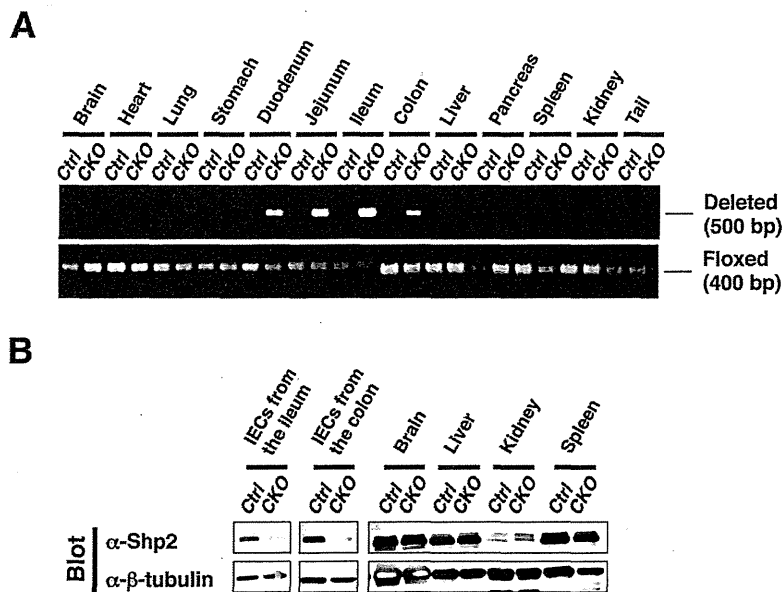 A
Brain Heart Lung Stomach Duodenum Jejunum Ileum Colon Liver Pancreas Spleen Kidney Tail
Ctrl CKO Ctrl CKO Ctrl CKO Ctrl CKO Ctrl CKO Ctrl CKO Ctrl CKO Ctrl CKO Ctrl CKO Ctrl CKO Ctrl CKO Ctrl CKO Ctrl CKO
Deleted
(500 bp)
Floxed
(400 bp)
B
IECs from
the ileum
IECs from
the colon
Brain Liver Kidney Spleen
Ctrl CKO Ctrl CKO Ctrl CKO Ctrl CKO Ctrl CKO Ctrl CKO
Blot
α-Shp2
α-β-tubulin